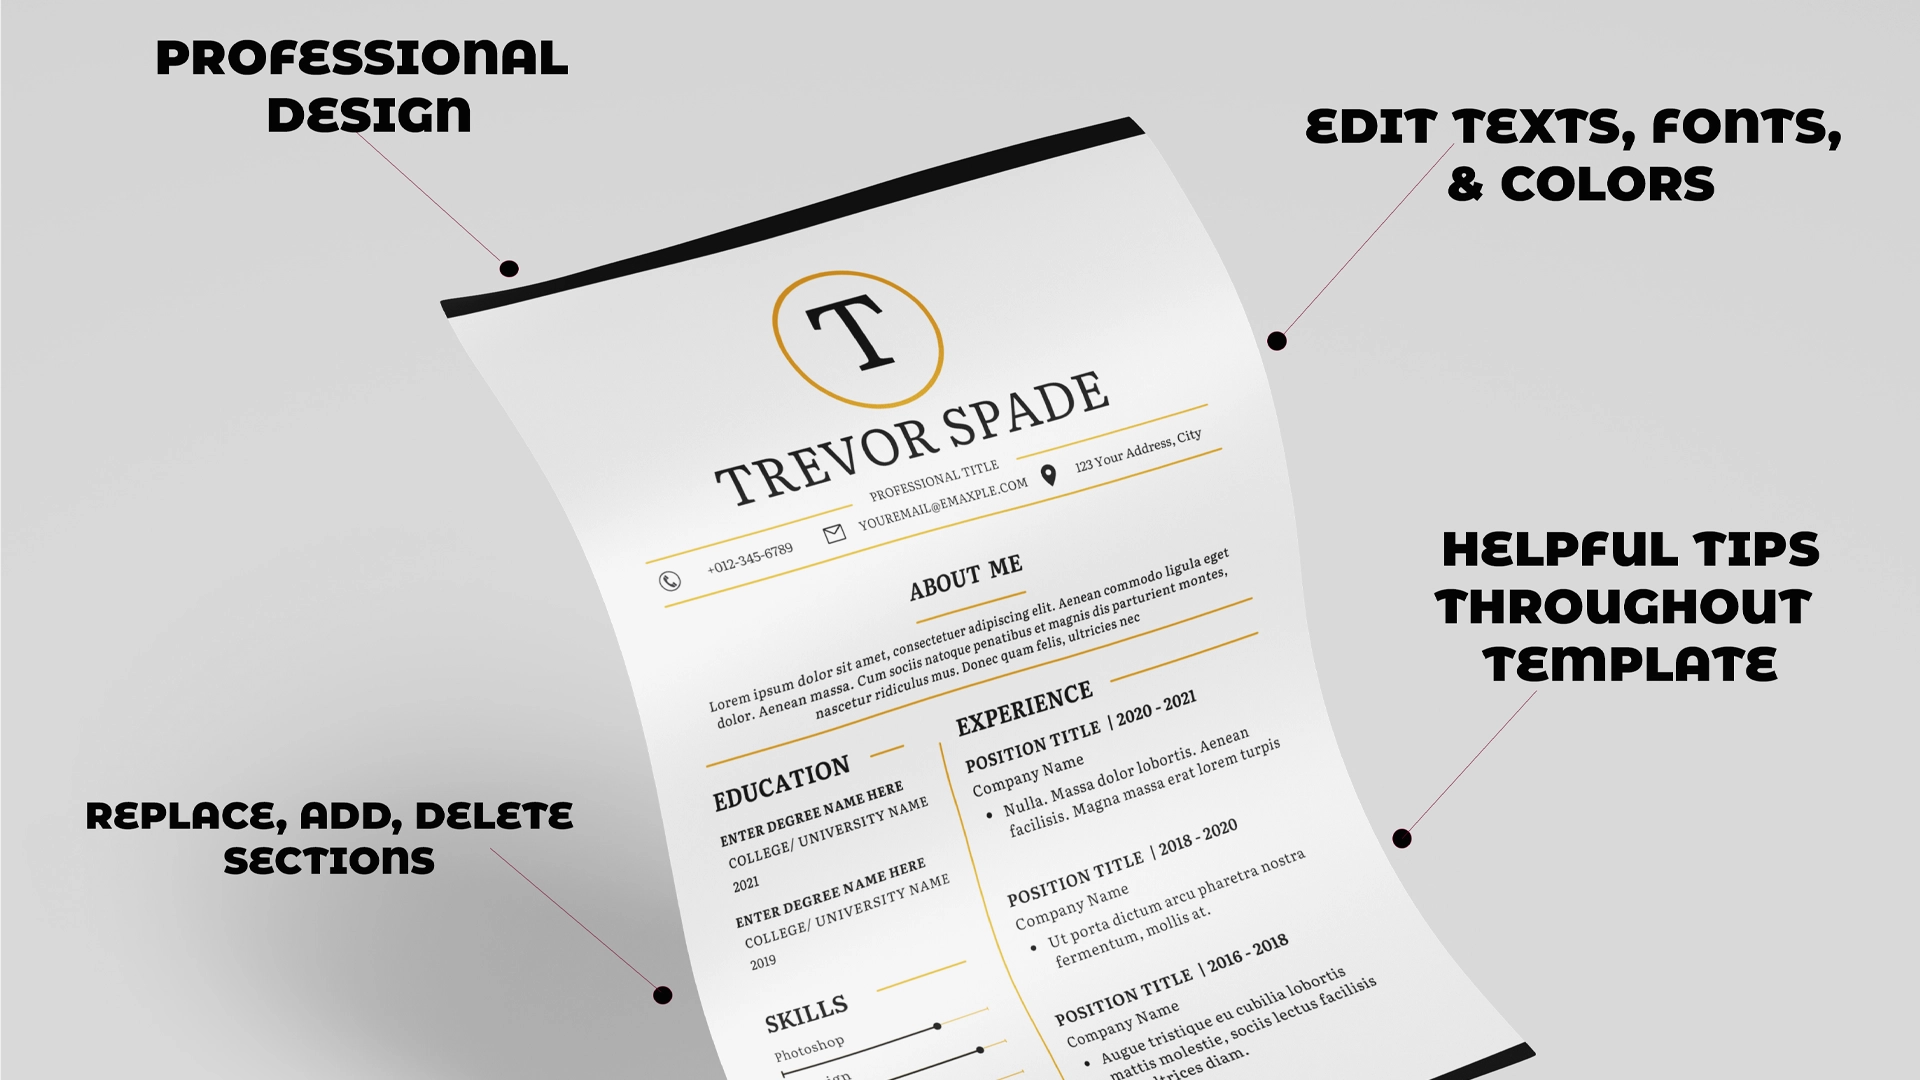 PROFESSIONAL
DESIGN
EDIT TEXTS, FONTS,
& COLORS
HELPFUL TIPS
THROUGHOUT
TEMPLATE
REPLACE, ADD, DELETE
SECTIONS
T
TREVOR SPADE
PROFESSIONAL TITLE
+012-345-6789
YOUREMAIL@EMAXPLE.COM
123 Your Address, City
ABOUT ME
Lorem ipsum dolor sit amet, consectetuer adipiscing elit. Aenean commodo ligula eget
dolor. Aenean massa. Cum sociis natoque penatibus et magnis dis parturient montes,
nascetur ridiculus mus. Donec quam felis, ultricies nec
EDUCATION
ENTER DEGREE NAME HERE
COLLEGE/ UNIVERSITY NAME
2021
ENTER DEGREE NAME HERE
COLLEGE/ UNIVERSITY NAME
2019
SKILLS
Photoshop
EXPERIENCE
POSITION TITLE | 2020 - 2021
Company Name
• Nulla. Massa dolor lobortis. Aenean
facilisis. Magna massa erat lorem turpis
POSITION TITLE | 2018 - 2020
Company Name
• Ut porta dictum arcu pharetra nostra
fermentum, mollis at.
POSITION TITLE | 2016 - 2018
Company Name
• Augue tristique eu cubilia lobortis
mattis molestie, sociis lectus facilisis
diam.